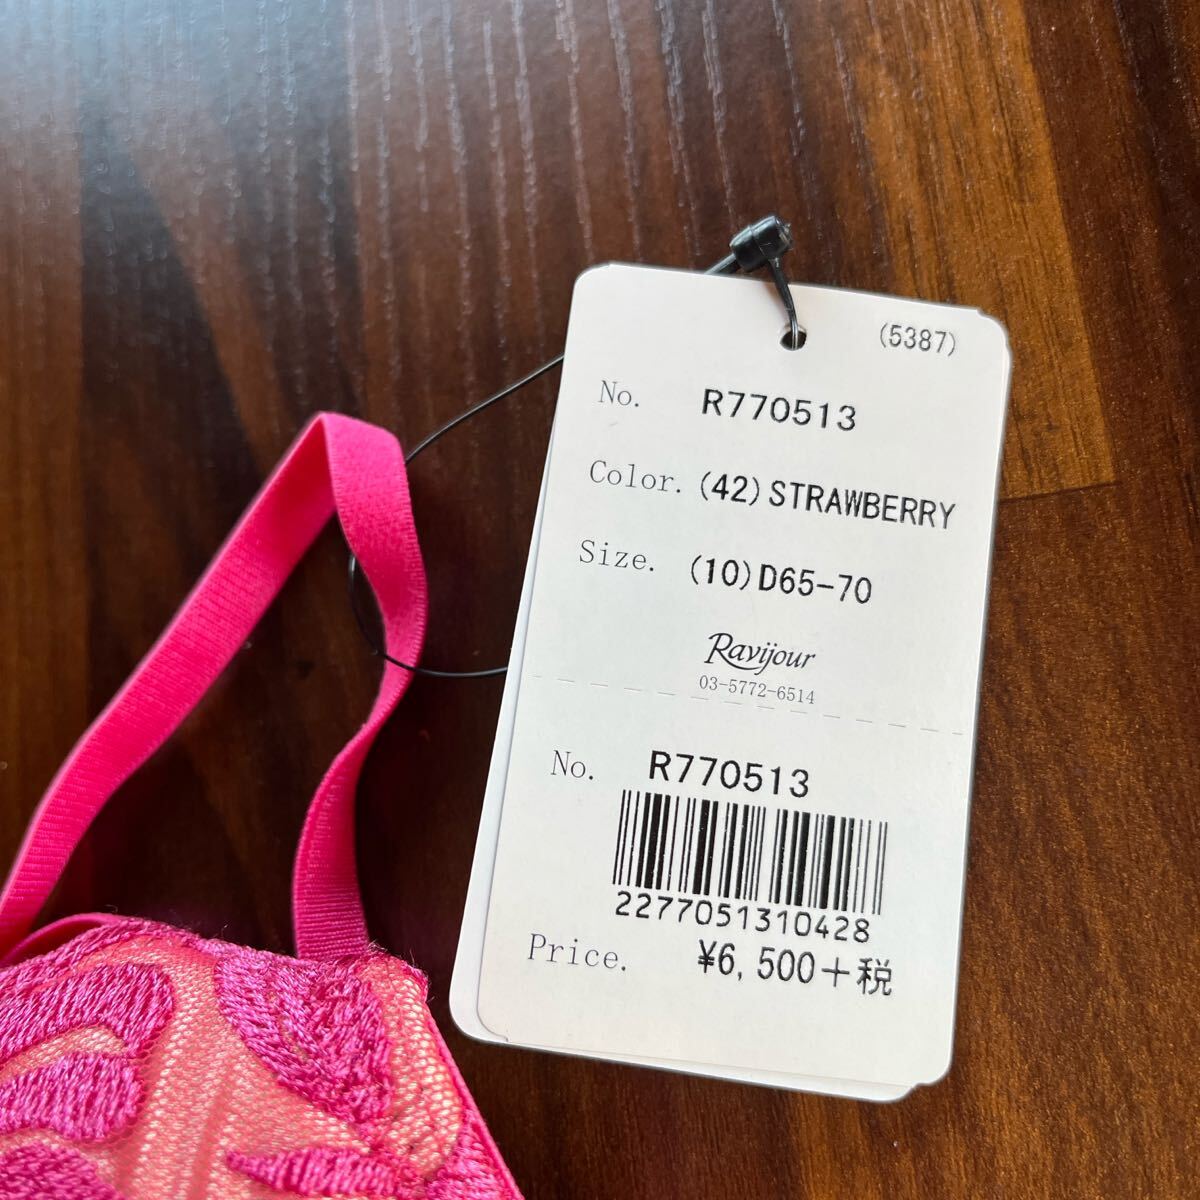 (5387)
No. R770513
Color. (42) STRAWBERRY
Size. (10) D65-70
Ravijour
03-5772-6514
No. R770513
2277051310428
Price. ¥6,500+税